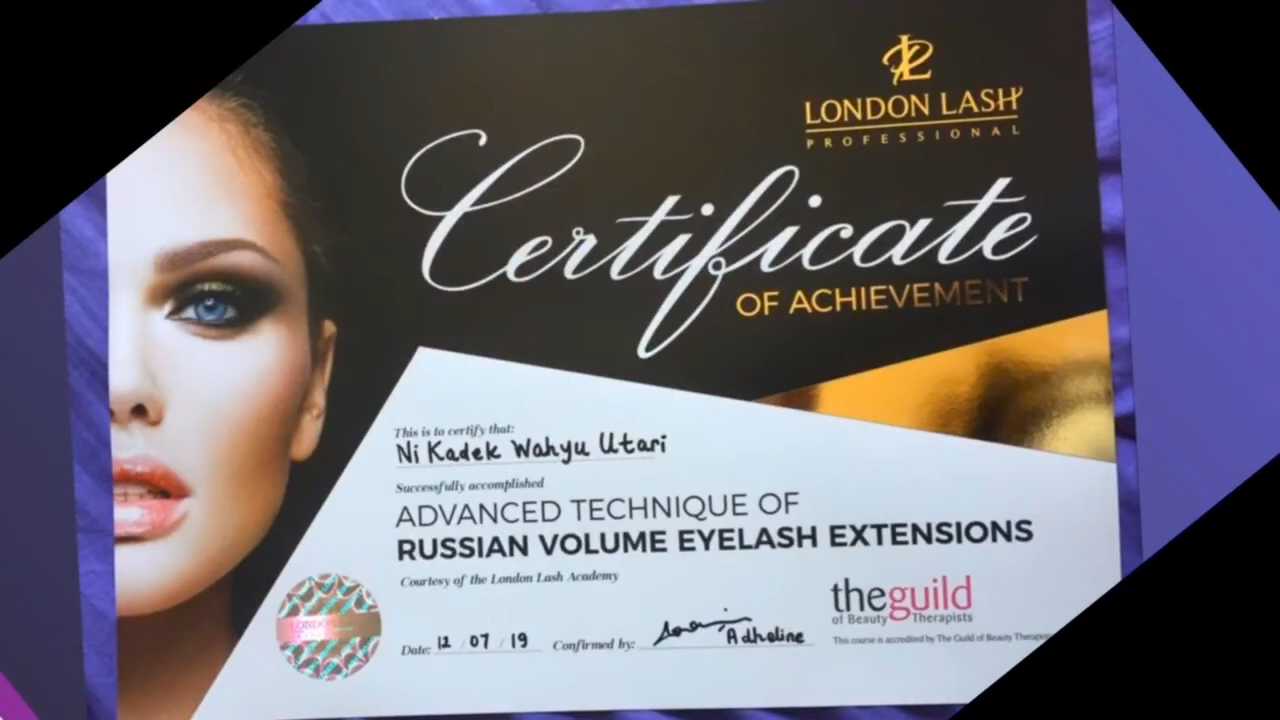 LONDON LASH
PROFESSIONAL
Certificate
OF ACHIEVEMENT
This is to certify that:
Ni Kadek Wahyu Utari
Successfully accomplished
ADVANCED TECHNIQUE OF
RUSSIAN VOLUME EYELASH EXTENSIONS
Courtesy of the London Lash Academy
theguild
of Beauty Therapists
This course is accredited by The Guild of Beauty
Date: 12 / 07 / 19 Confirmed by: Adholine
LONDON